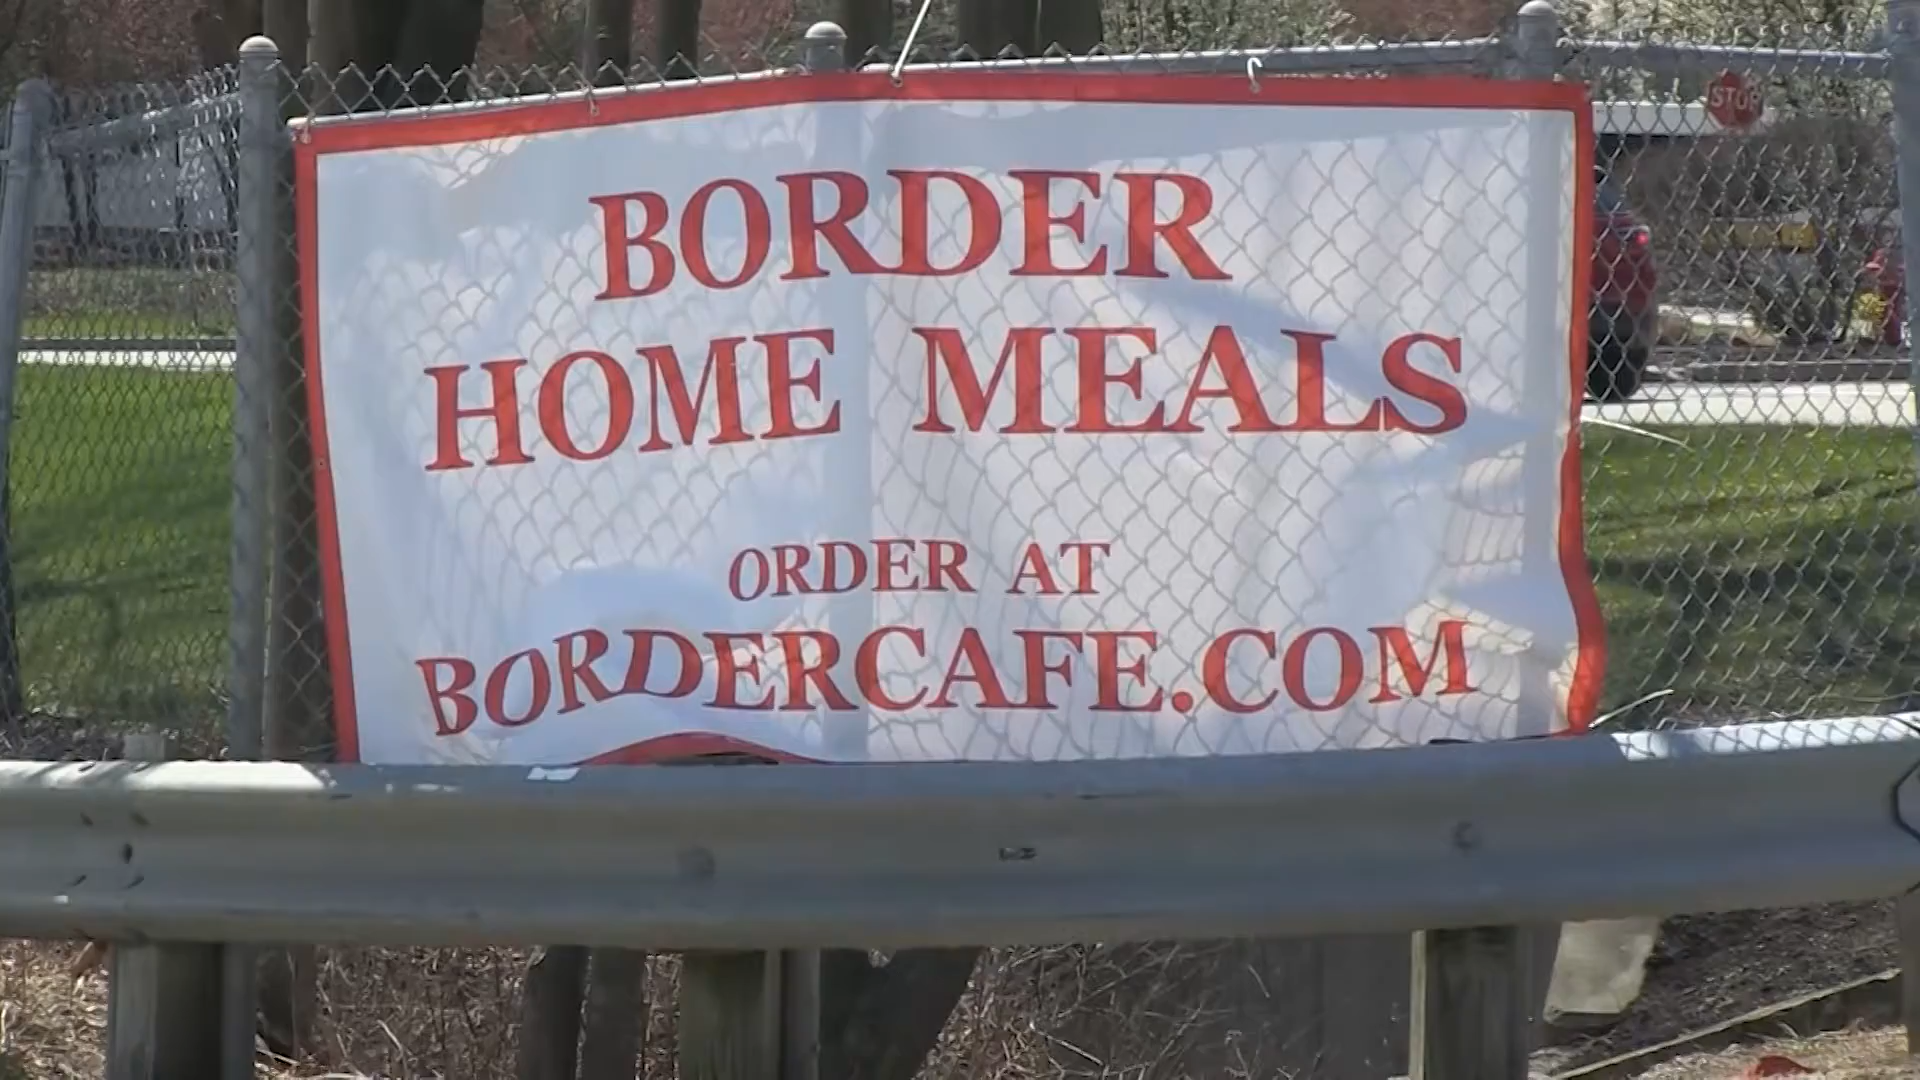 STOP
BORDER
HOME MEALS
ORDER AT
BORDERCAFE.COM